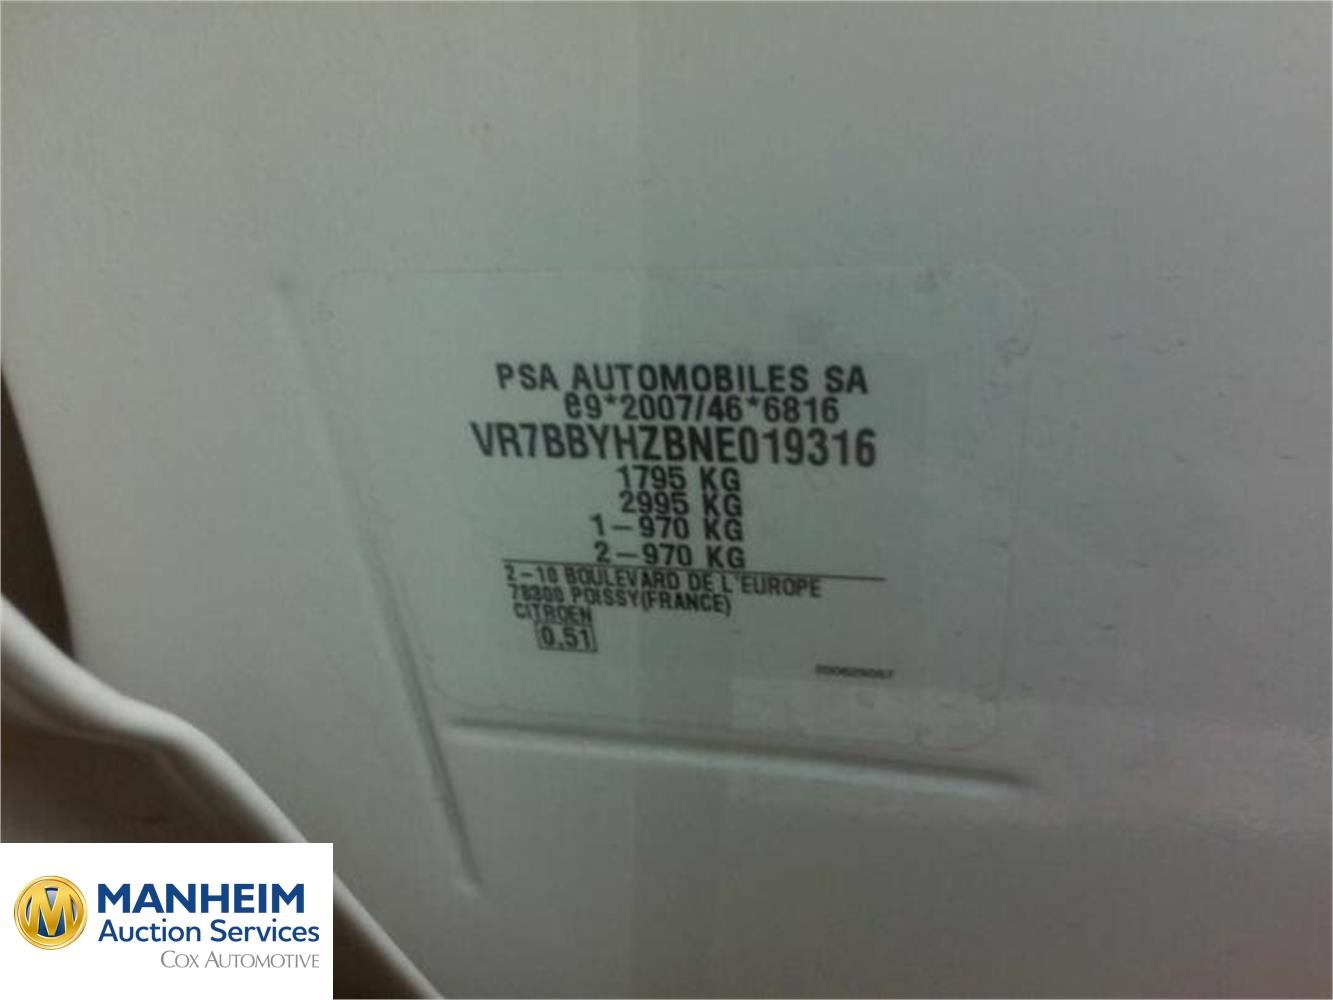 PSA AUTOMOBILES SA
e9*2007/46*6816
VR7BBYHZBNE019316
1795 KG
2995 KG
1-970 KG
2-970 KG
2-10 BOULEVARD DE L'EUROPE
78300 POISSY(FRANCE)
CITROEN
0.51
MANHEIM
Auction Services
COX AUTOMOTIVE